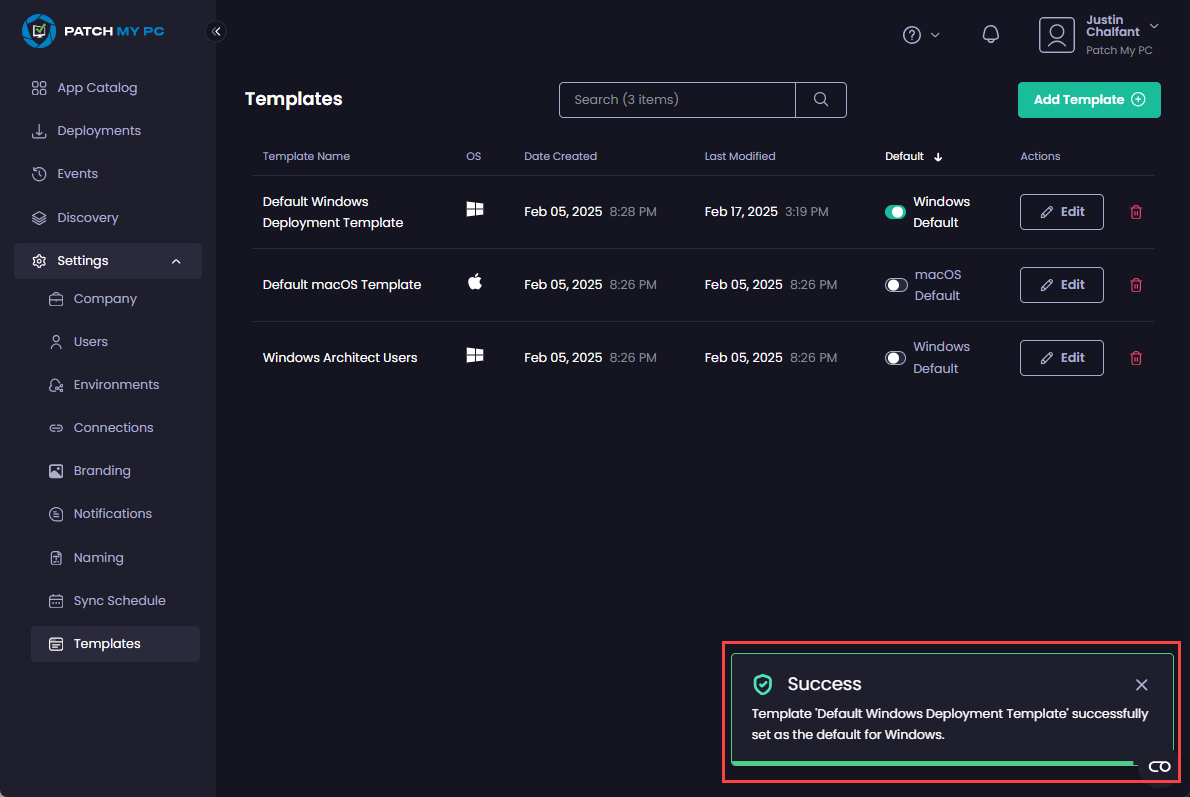 PATCH MY PC
Justin
Chalfant
Patch My PC
App Catalog
Deployments
Events
Discovery
Settings
Company
Users
Environments
Connections
Branding
Notifications
Naming
Sync Schedule
Templates
Templates
Search (3 items)
Add Template
Template Name OS Date Created Last Modified Default Actions
Default Windows
Deployment Template
Feb 05, 2025 8:28 PM Feb 17, 2025 3:19 PM
Windows
Default
Edit
Default macOS Template Feb 05, 2025 8:26 PM Feb 05, 2025 8:26 PM
macOS
Default
Edit
Windows Architect Users Feb 05, 2025 8:26 PM Feb 05, 2025 8:26 PM
Windows
Default
Edit
Success
Template 'Default Windows Deployment Template' successfully
set as the default for Windows.